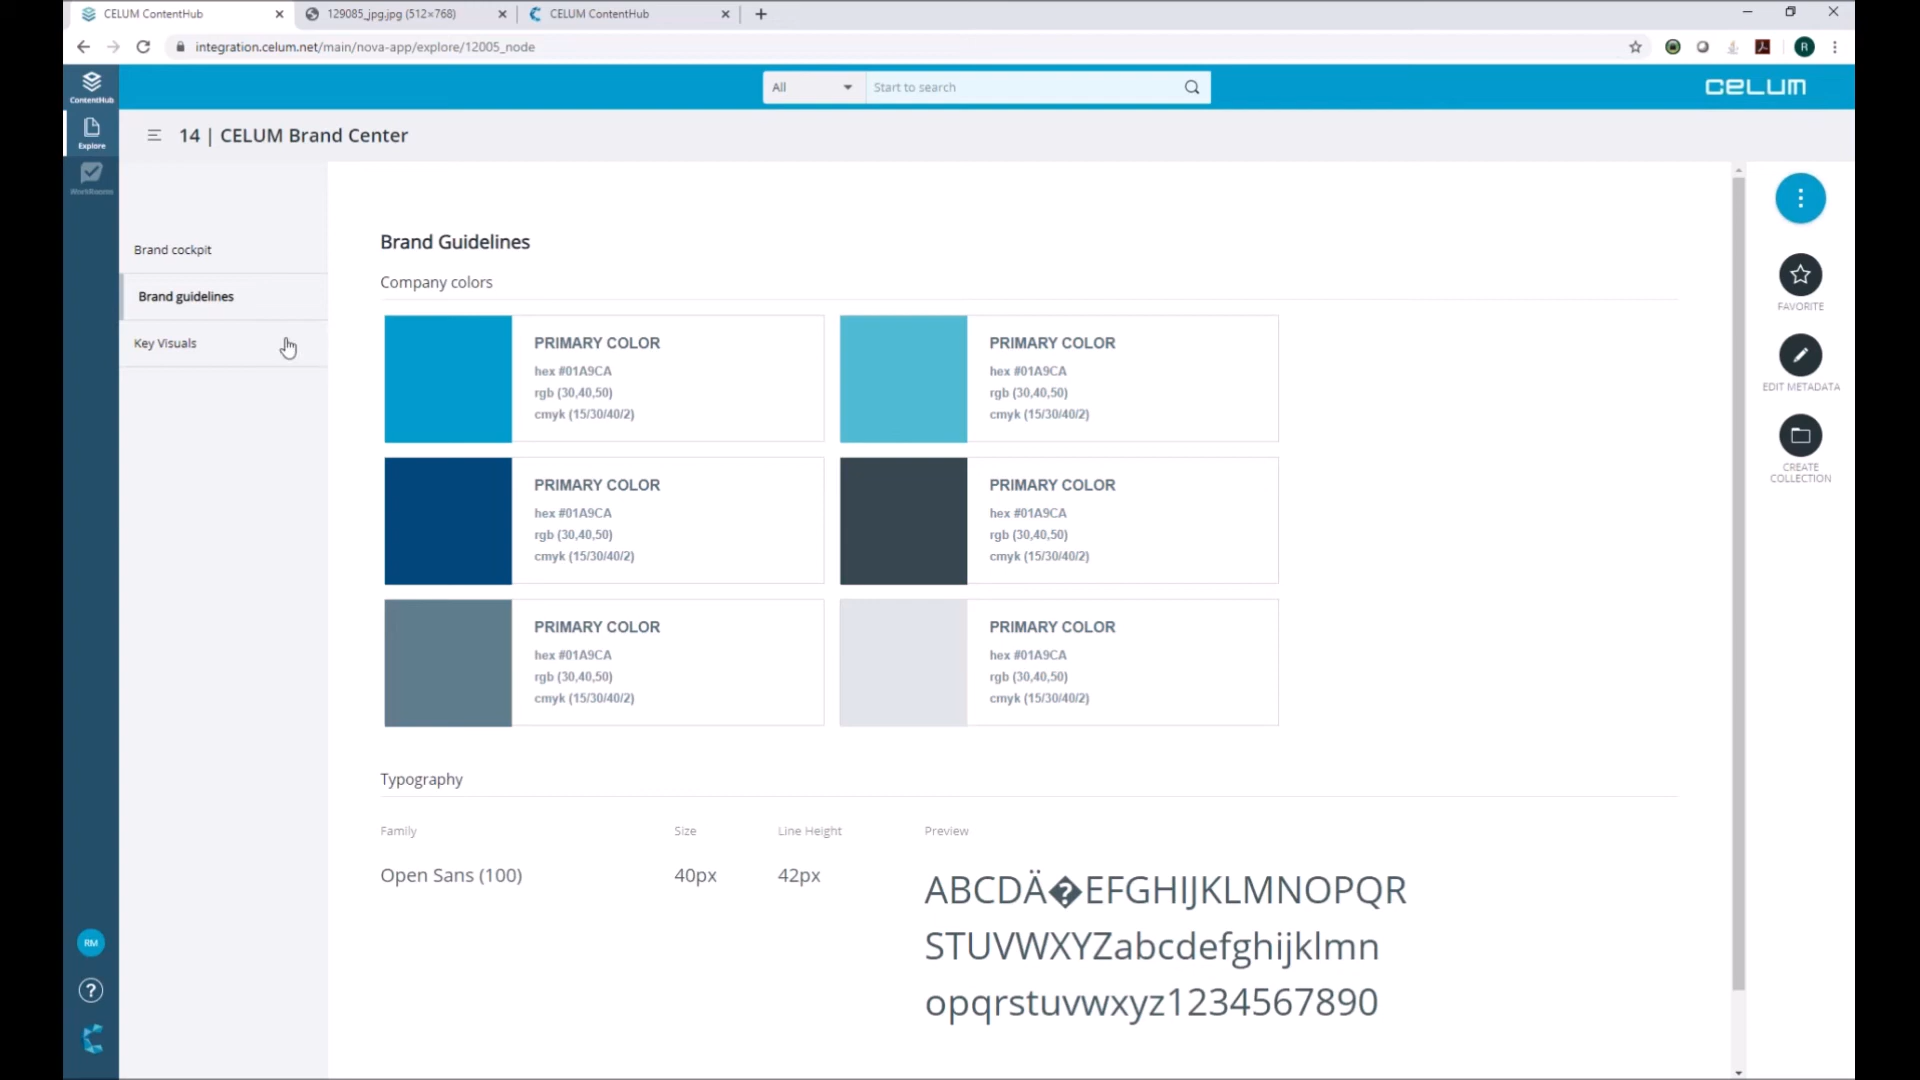 CELUM ContentHub
129085_jpg.jpg (512×768)
CELUM ContentHub
integration.celum.net/main/nova-app/explore/12005_node
R
ContentHub
All
Start to search
CELUM
Explore
14 | CELUM Brand Center
WorkRooms
Brand cockpit
Brand guidelines
Key Visuals
Brand Guidelines
Company colors
PRIMARY COLOR
hex #01A9CA
rgb (30,40,50)
cmyk (15/30/40/2)
PRIMARY COLOR
hex #01A9CA
rgb (30,40,50)
cmyk (15/30/40/2)
PRIMARY COLOR
hex #01A9CA
rgb (30,40,50)
cmyk (15/30/40/2)
PRIMARY COLOR
hex #01A9CA
rgb (30,40,50)
cmyk (15/30/40/2)
PRIMARY COLOR
hex #01A9CA
rgb (30,40,50)
cmyk (15/30/40/2)
PRIMARY COLOR
hex #01A9CA
rgb (30,40,50)
cmyk (15/30/40/2)
Typography
Family Size Line Height Preview
Open Sans (100) 40px 42px
ABCDÄ�EFGHIJKLMNOPQR
STUVWXYZabcdefghijklmn
opqrstuvwxyz1234567890
FAVORITE
EDIT METADATA
CREATE
COLLECTION
RM
?